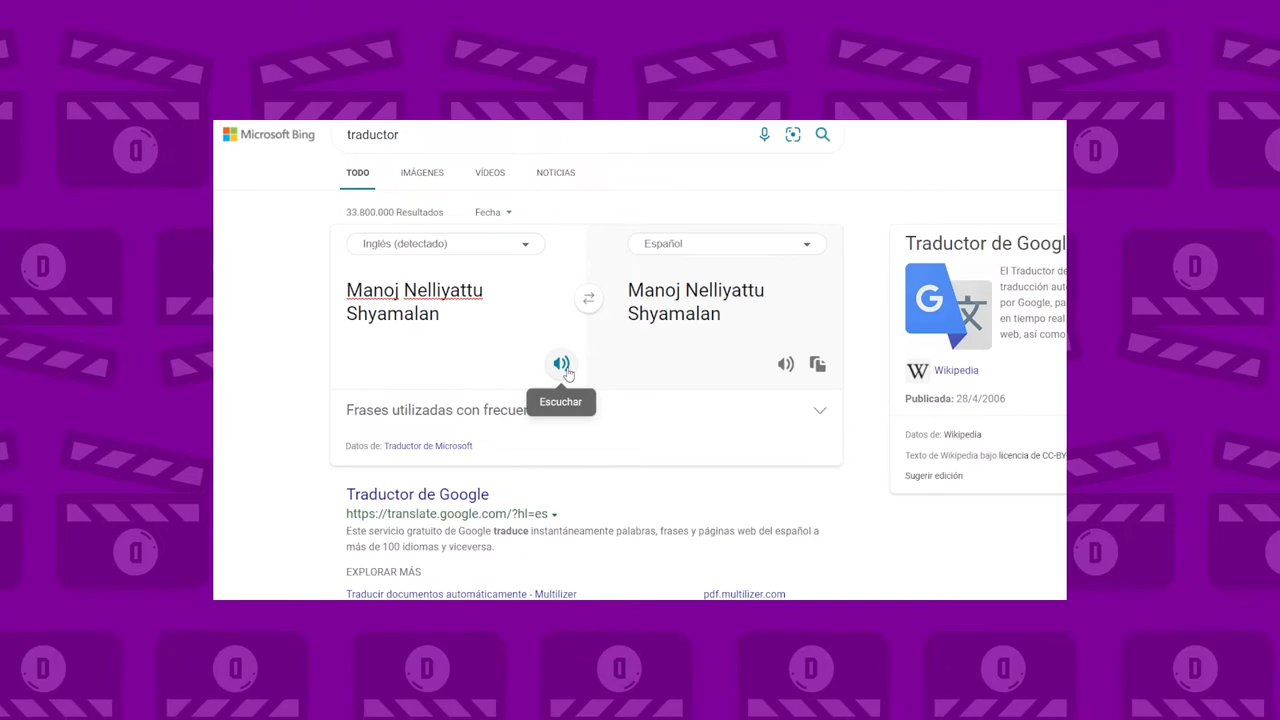 Microsoft Bing
traductor
TODO
IMÁGENES
VÍDEOS
NOTICIAS
33.800.000 Resultados
Fecha
Inglés (detectado)
Español
Manoj Nelliyattu
Shyamalan
Manoj Nelliyattu
Shyamalan
Escuchar
Frases utilizadas con frecuen
Datos de: Traductor de Microsoft
Traductor de Google
https://translate.google.com/?hl=es
Este servicio gratuito de Google traduce instantáneamente palabras, frases y páginas web del español a
más de 100 idiomas y viceversa.
EXPLORAR MÁS
Traducir documentos automáticamente - Multilizer
pdf.multilizer.com
Traductor de Googl
El Traductor de
traducción auto
por Google, pa
en tiempo real
web, así como
G
W Wikipedia
Publicada: 28/4/2006
Datos de: Wikipedia
Texto de Wikipedia bajo licencia de CC-BY
Sugerir edición
D
D
D
D
D
D
D
D
D
D
D
D
D